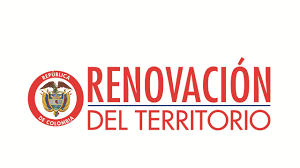 REPÚBLICA
DE COLOMBIA
RENOVACIÓN
DEL TERRITORIO